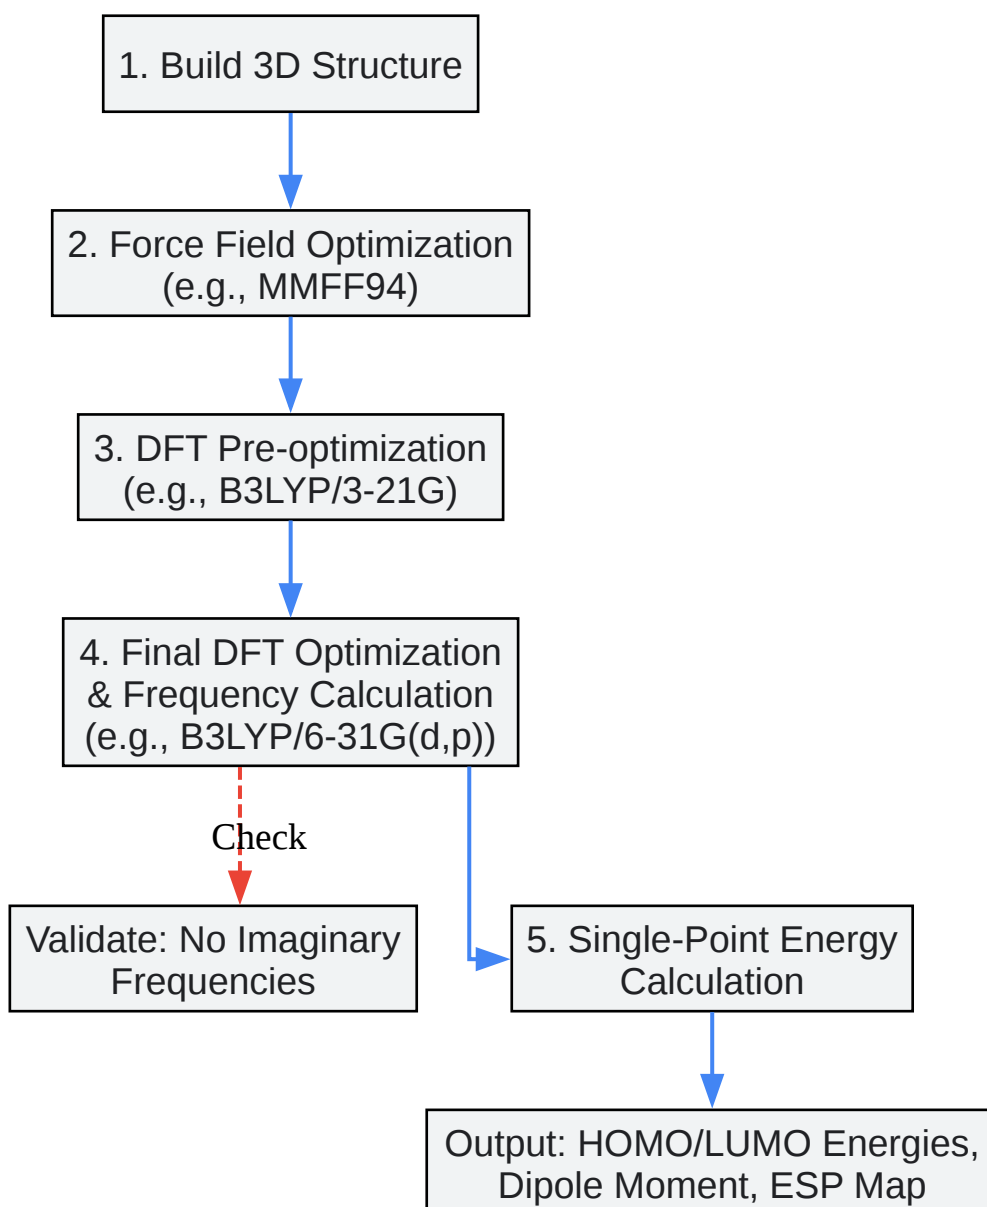 1. Build 3D Structure
2. Force Field Optimization
(e.g., MMFF94)
3. DFT Pre-optimization
(e.g., B3LYP/3-21G)
4. Final DFT Optimization
& Frequency Calculation
(e.g., B3LYP/6-31G(d,p))
Check
Validate: No Imaginary
Frequencies
5. Single-Point Energy
Calculation
Output: HOMO/LUMO Energies,
Dipole Moment, ESP Map